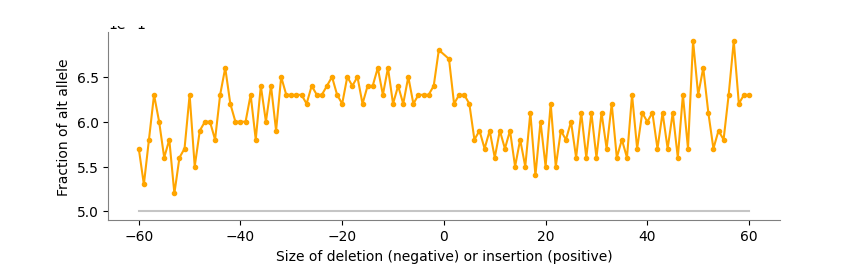 Fraction of alt allele
6.5
6.0
5.5
5.0
−60 −40 −20 0 20 40 60
Size of deletion (negative) or insertion (positive)